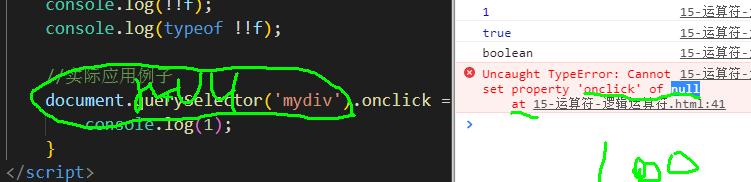 console.log(!!f);
console.log(typeof !!f);
//实际应用例子
document.querySelector('mydiv').onclick =
console.log(1);
}
</script>
1 15-运算符-
true 15-运算符-
boolean 15-运算符-
Uncaught TypeError: Cannot 15-运算符-
set property 'onclick' of null
at 15-运算符-逻辑运算符.html:41
100